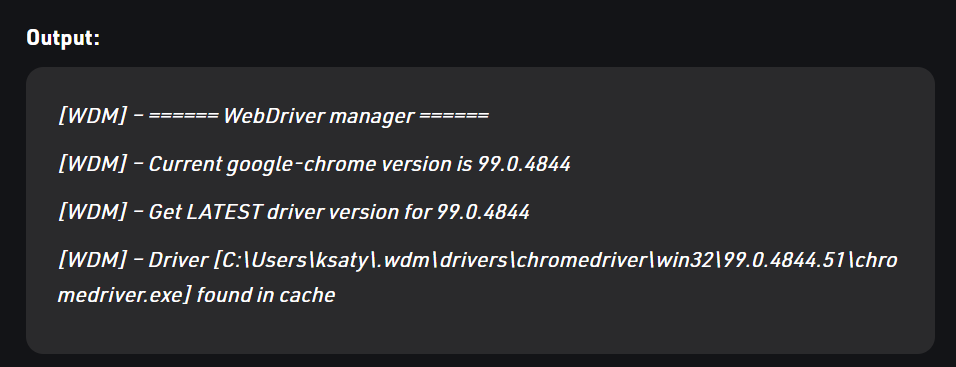 Output:
[WDM] – ====== WebDriver manager ======
[WDM] – Current google-chrome version is 99.0.4844
[WDM] – Get LATEST driver version for 99.0.4844
[WDM] – Driver [C:\Users\ksaty\.wdm\drivers\chromedriver\win32\99.0.4844.51\chro
medriver.exe] found in cache